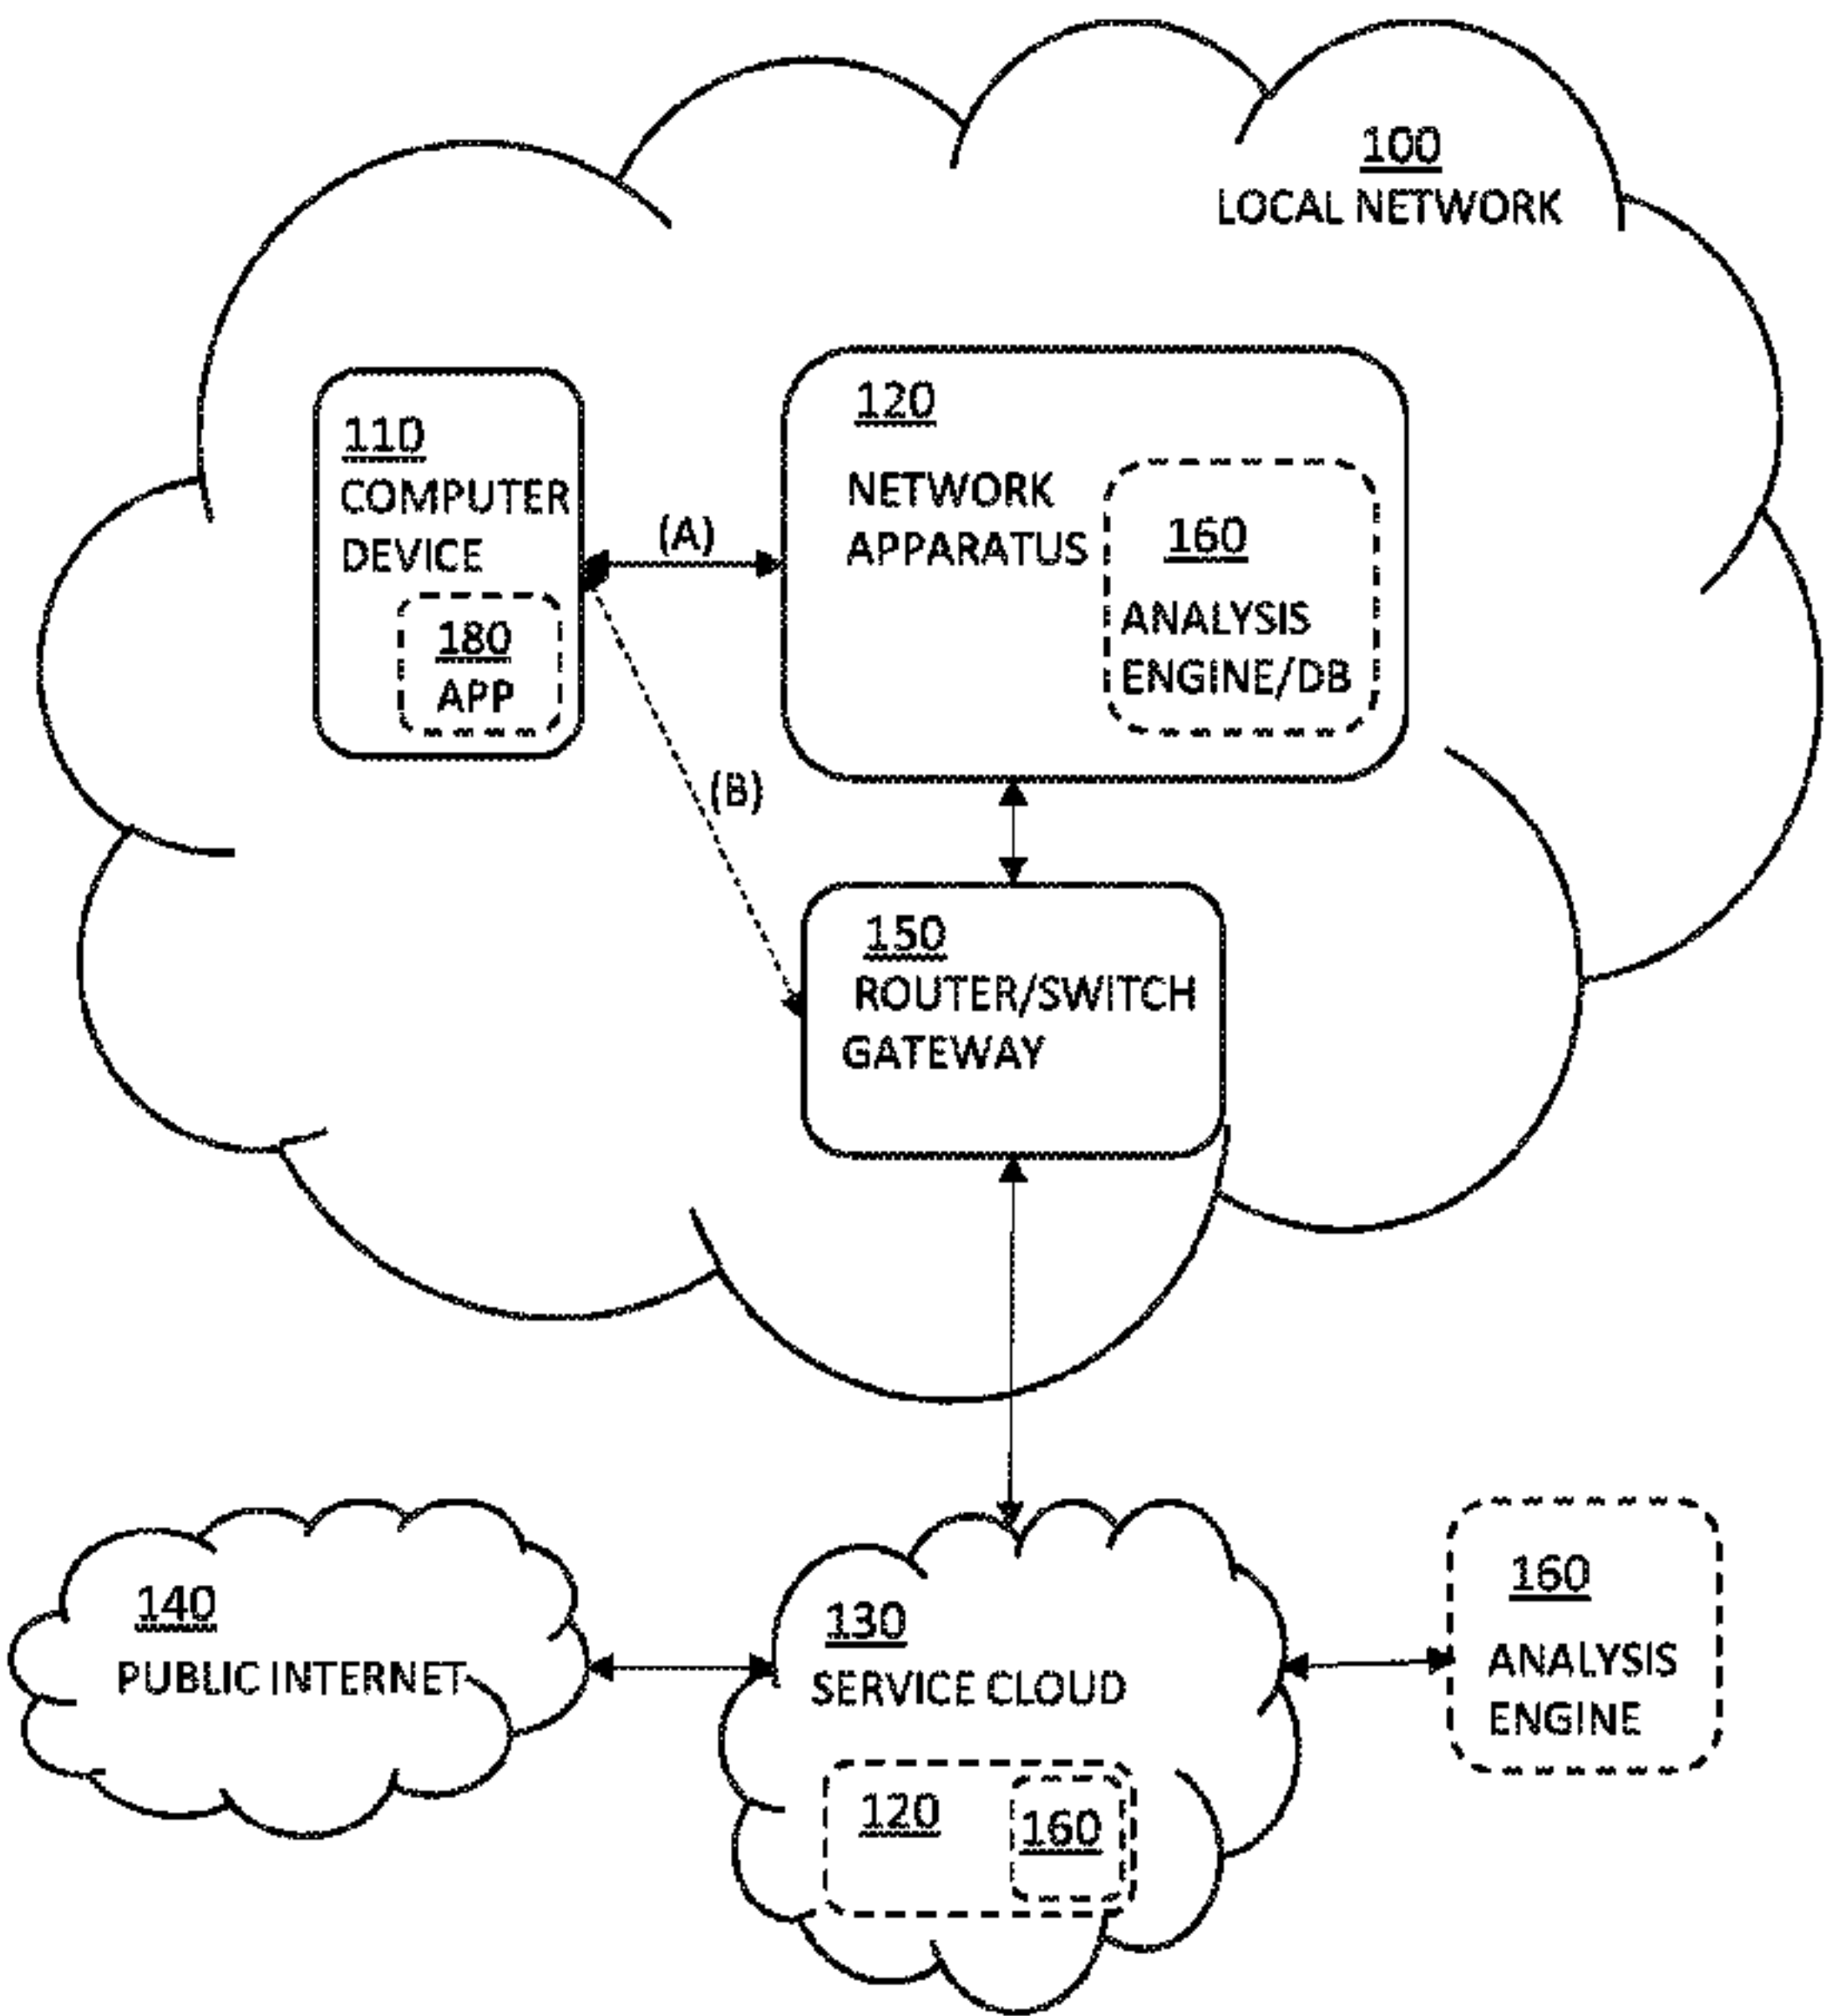 100
LOCAL NETWORK
110
COMPUTER
DEVICE
180
APP
(A)
120
NETWORK
APPARATUS
160
ANALYSIS
ENGINE/DB
(B)
150
ROUTER/SWITCH
GATEWAY
140
PUBLIC INTERNET
130
SERVICE CLOUD
120
160
160
ANALYSIS
ENGINE